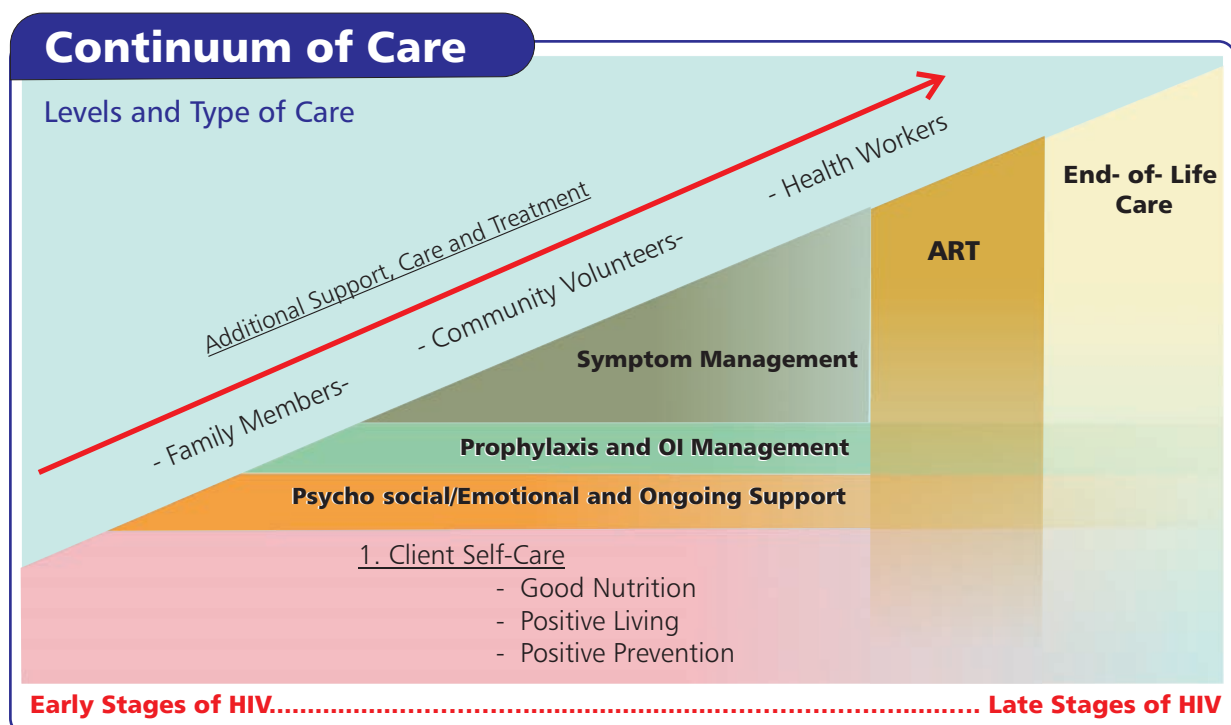 Continuum of Care
Levels and Type of Care
Additional Support, Care and Treatment
- Family Members-
- Community Volunteers-
- Health Workers
End- of- Life
Care
ART
Symptom Management
Prophylaxis and OI Management
Psycho social/Emotional and Ongoing Support
1. Client Self-Care
- Good Nutrition
- Positive Living
- Positive Prevention
Early Stages of HIV............................................................................................................ Late Stages of HIV